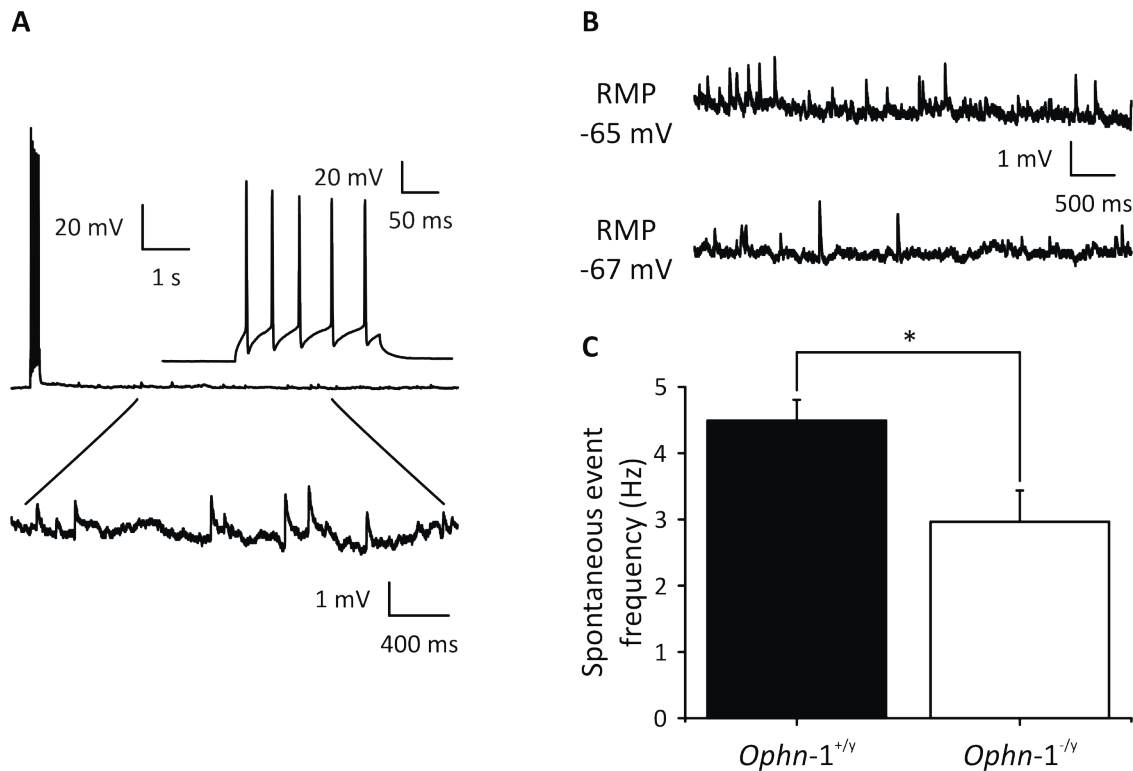 A
20 mV
1 s
20 mV
50 ms
1 mV
400 ms
B
RMP
-65 mV
1 mV
500 ms
RMP
-67 mV
C
*
Spontaneous event
frequency (Hz)
5
4
3
2
1
0
Ophn-1+/y
Ophn-1-/y